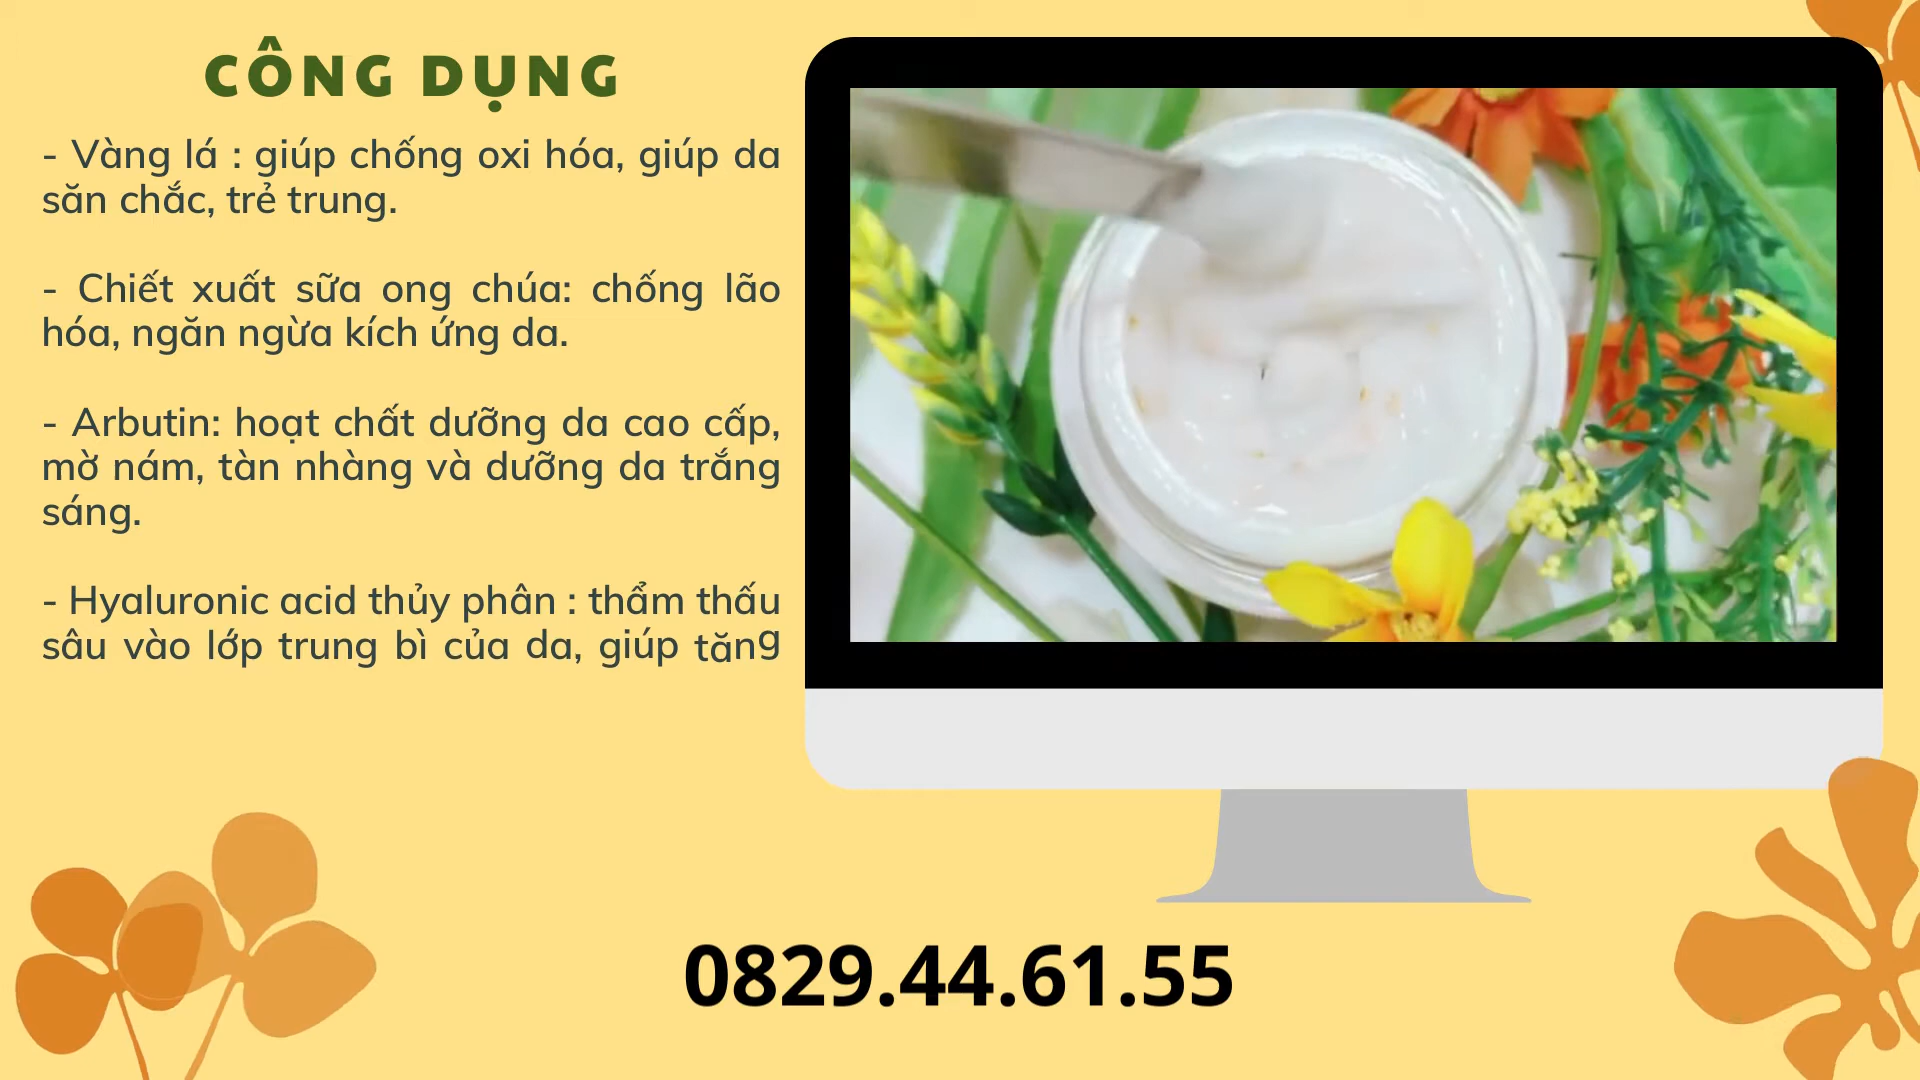 CÔNG DỤNG
- Vàng lá : giúp chống oxi hóa, giúp da
săn chắc, trẻ trung.
- Chiết xuất sữa ong chúa: chống lão
hóa, ngăn ngừa kích ứng da.
- Arbutin: hoạt chất dưỡng da cao cấp,
mờ nám, tàn nhàng và dưỡng da trắng
sáng.
- Hyaluronic acid thủy phân : thẩm thấu
sâu vào lớp trung bì của da, giúp tăng
0829.44.61.55